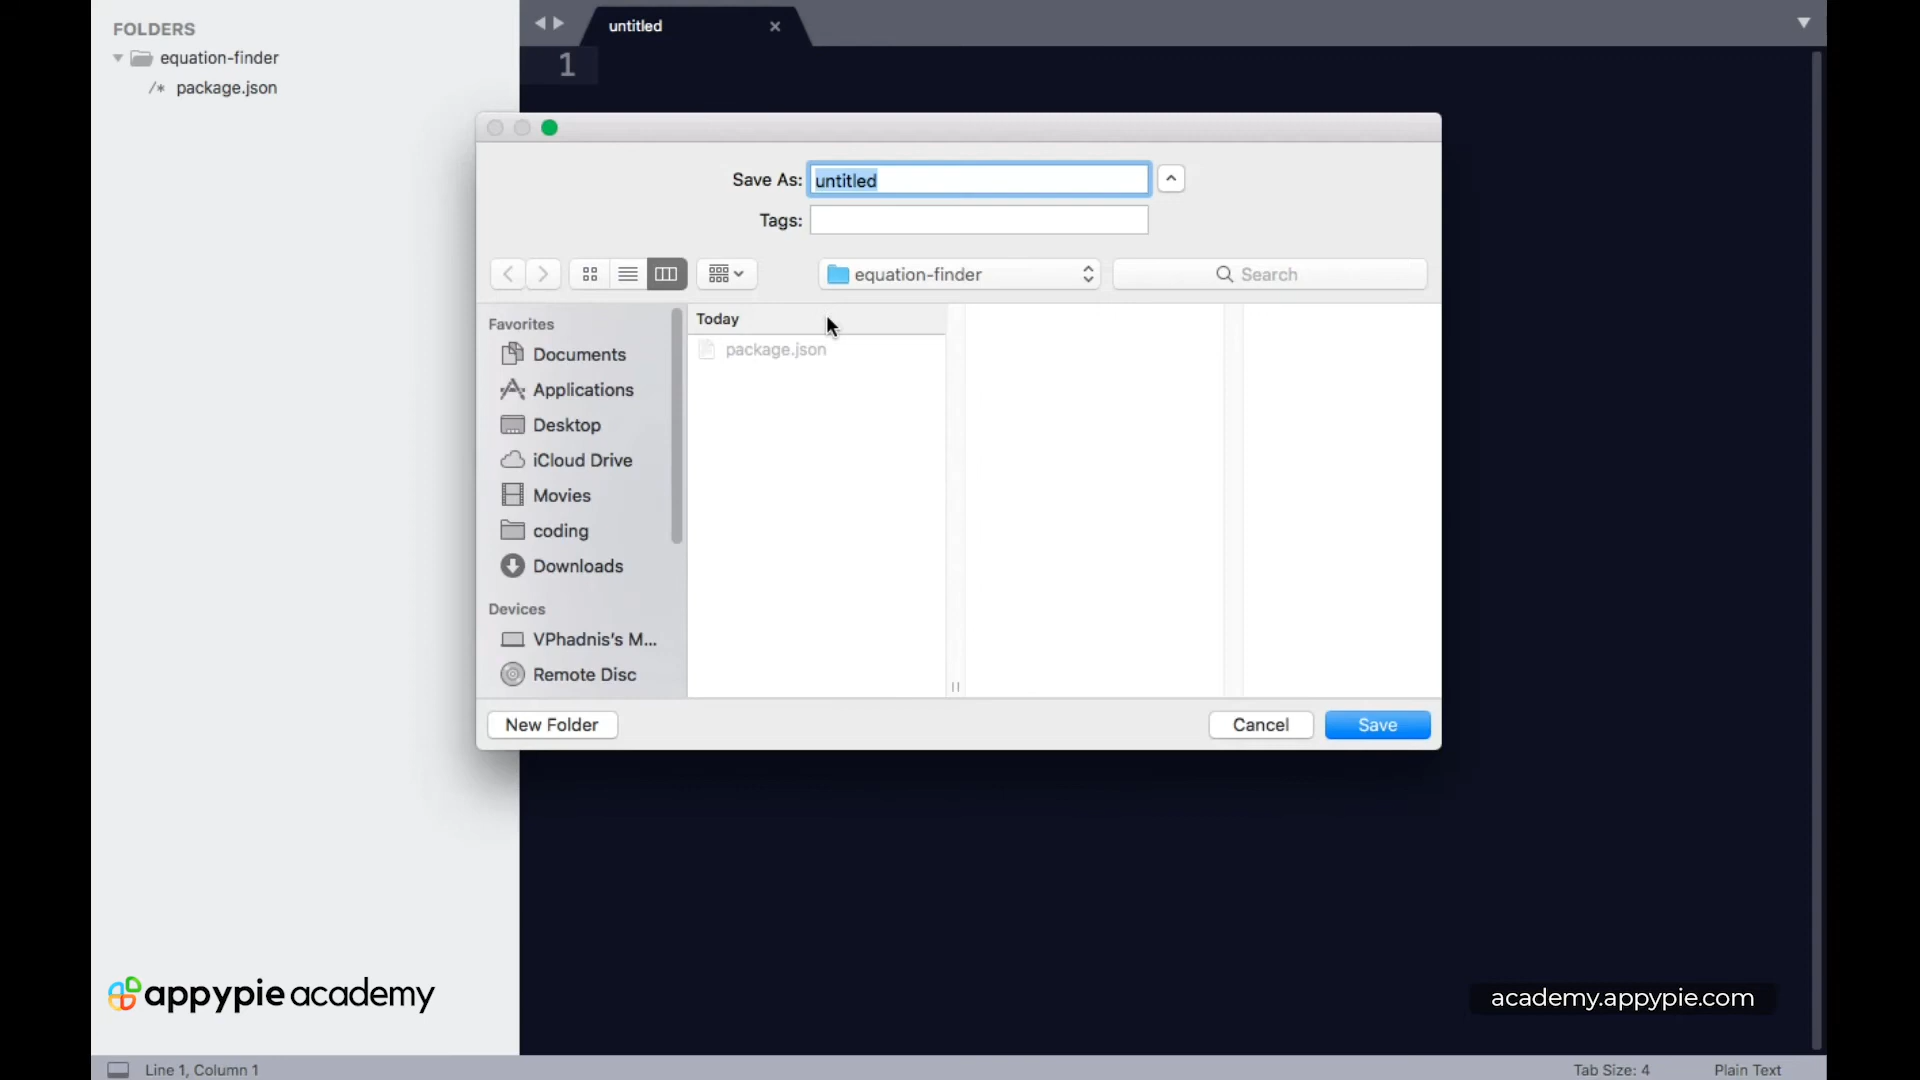 FOLDERS
equation-finder
/* package.json
untitled
1
Save As: untitled
Tags:
equation-finder
Search
Favorites
Documents
Applications
Desktop
iCloud Drive
Movies
coding
Downloads
Devices
VPhadnis's M...
Remote Disc
Today
package.json
New Folder
Cancel
Save
appypie academy
academy.appypie.com
Line 1, Column 1
Tab Size: 4
Plain Text